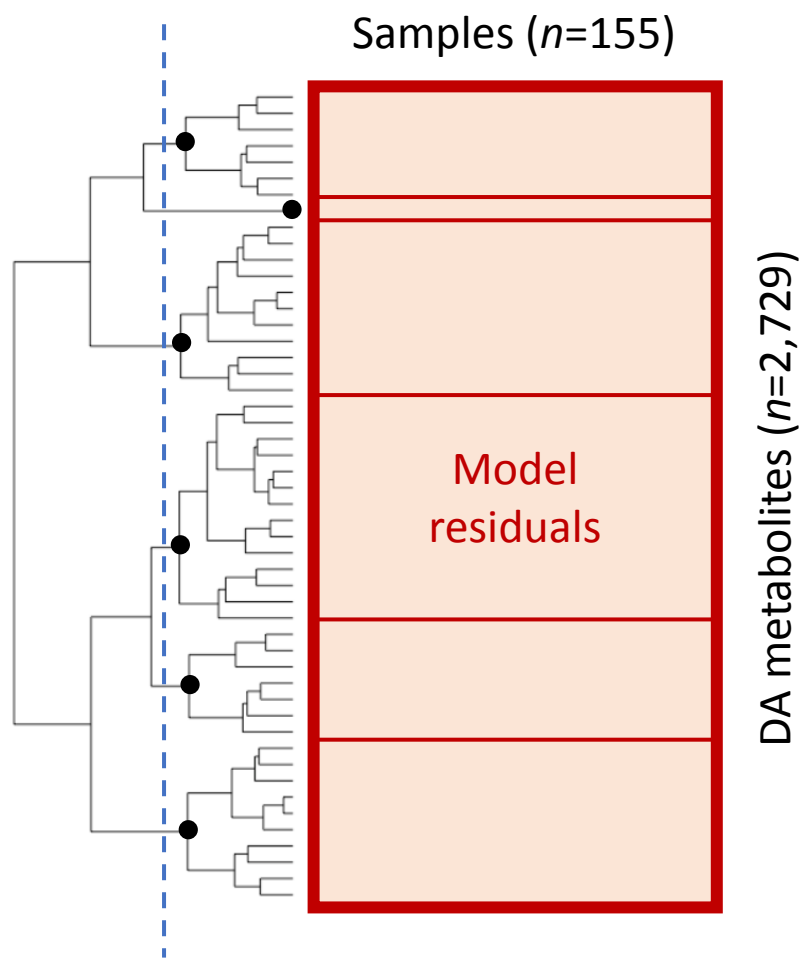 Samples (n=155)
Model
residuals
DA metabolites (n=2,729)